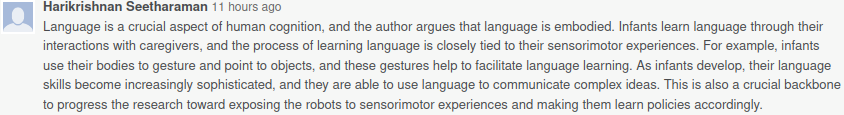 Harikrishnan Seetharaman 11 hours ago
Language is a crucial aspect of human cognition, and the author argues that language is embodied. Infants learn language through their
interactions with caregivers, and the process of learning language is closely tied to their sensorimotor experiences. For example, infants
use their bodies to gesture and point to objects, and these gestures help to facilitate language learning. As infants develop, their language
skills become increasingly sophisticated, and they are able to use language to communicate complex ideas. This is also a crucial backbone
to progress the research toward exposing the robots to sensorimotor experiences and making them learn policies accordingly.